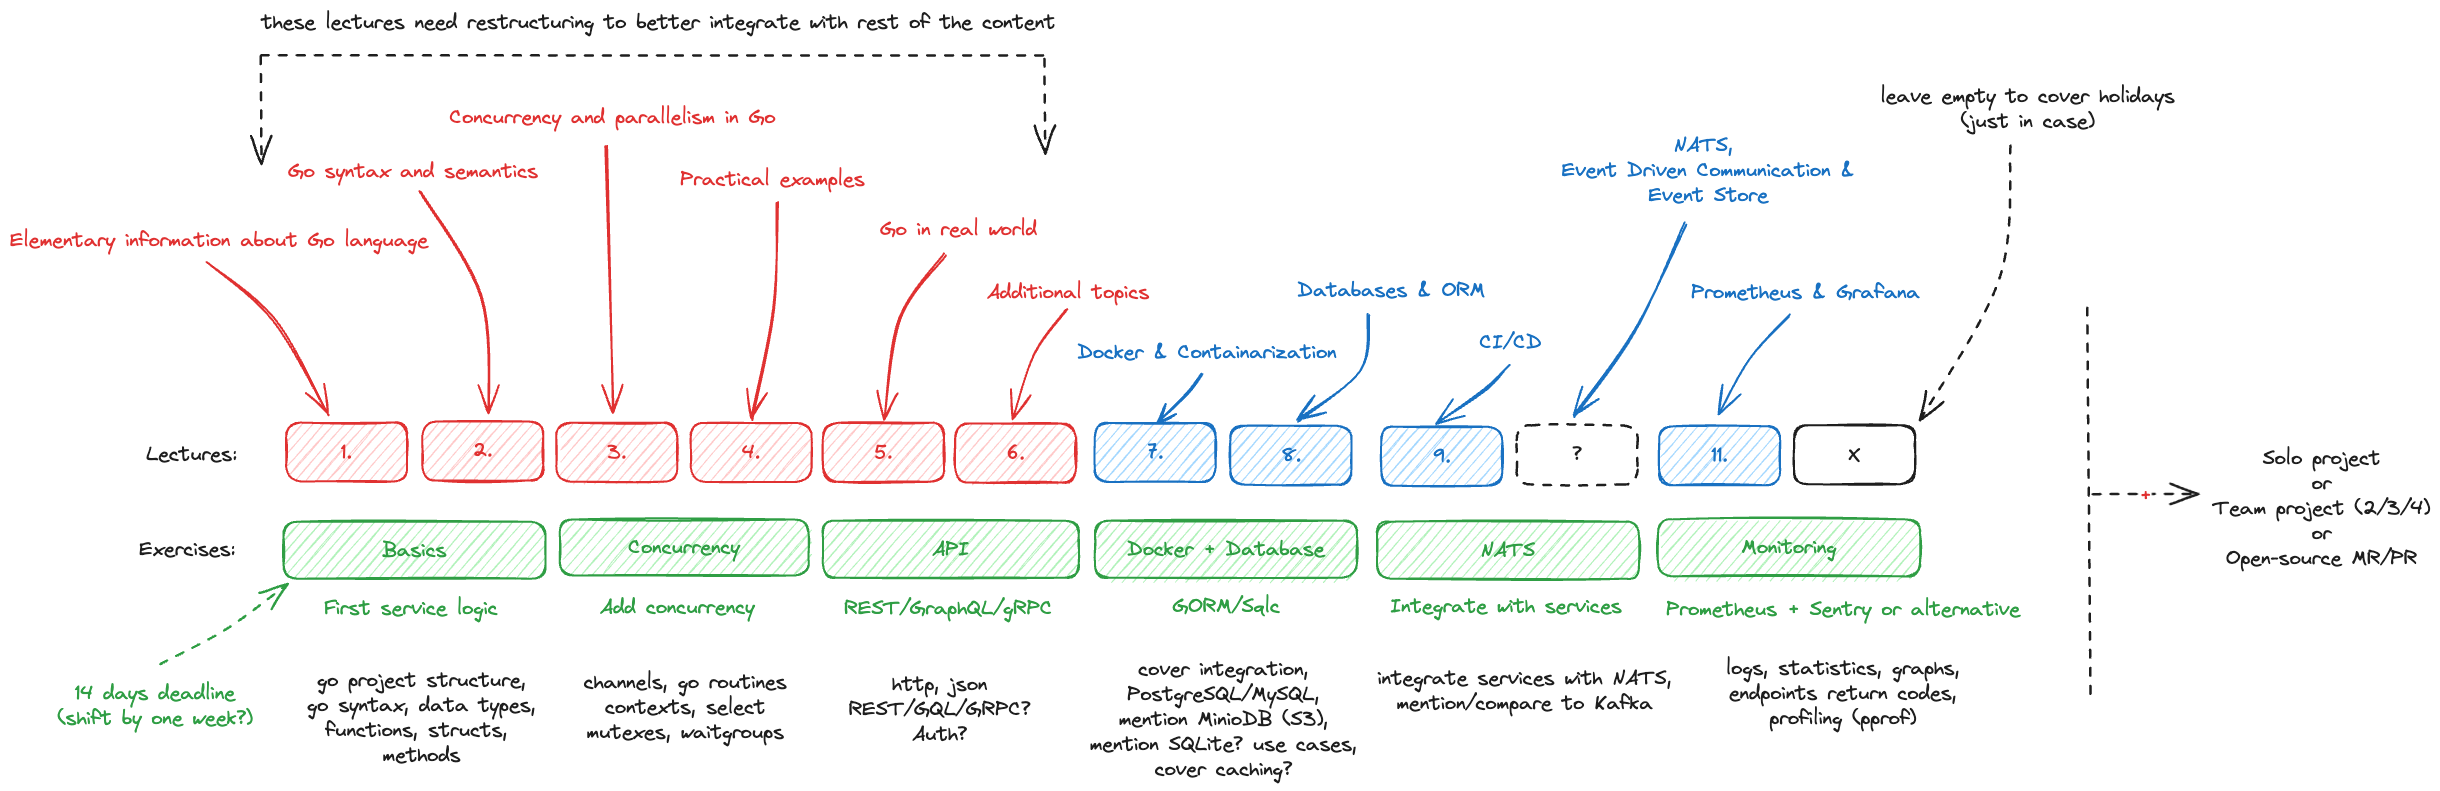 these lectures need restructuring to better integrate with rest of the content
leave empty to cover holidays
(just in case)
Concurrency and parallelism in Go
NATS,
Event Driven Communication &
Event Store
Go syntax and semantics
Practical examples
Go in real world
Elementary information about Go language
Additional topics
Databases & ORM
Prometheus & Grafana
Docker & Containarization
CI/CD
Lectures:
1.
2.
3.
4.
5.
6.
7.
8.
9.
?
11.
X
Solo project
or
Team project (2/3/4)
or
Open-source MR/PR
+
Exercises:
Basics
Concurrency
API
Docker + Database
NATS
Monitoring
First service logic
Add concurrency
REST/GraphQL/gRPC
GORM/Sqlc
Integrate with services
Prometheus + Sentry or alternative
14 days deadline
(shift by one week?)
go project structure,
go syntax, data types,
functions, structs,
methods
channels, go routines
contexts, select
mutexes, waitgroups
http, json
REST/GQL/GRPC?
Auth?
cover integration,
PostgreSQL/MySQL,
mention MinioDB (S3),
mention SQLite? use cases,
cover caching?
integrate services with NATS,
mention/compare to Kafka
logs, statistics, graphs,
endpoints return codes,
profiling (pprof)